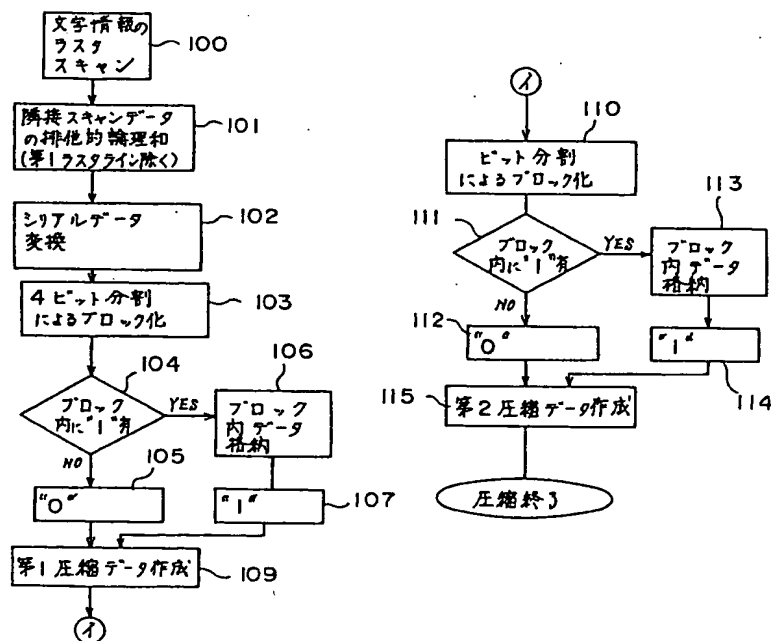 文字情報の
ラスタ
スキャン
100
隣接スキャンデータ
の排他的論理和
(第1ラスタライン除く)
101
シリアルデータ
変換
102
4ビット分割
によるブロック化
103
104
ブロック
内に"1"有
YES
NO
106
ブロック
内データ
格納
105
"0"
"1"
107
第1圧縮データ作成
109
イ
イ
110
ビット分割
によるブロック化
111
ブロック
内に"1"有
YES
NO
113
ブロック
内データ
格納
112
"0"
"1"
114
115
第2圧縮データ作成
圧縮終了